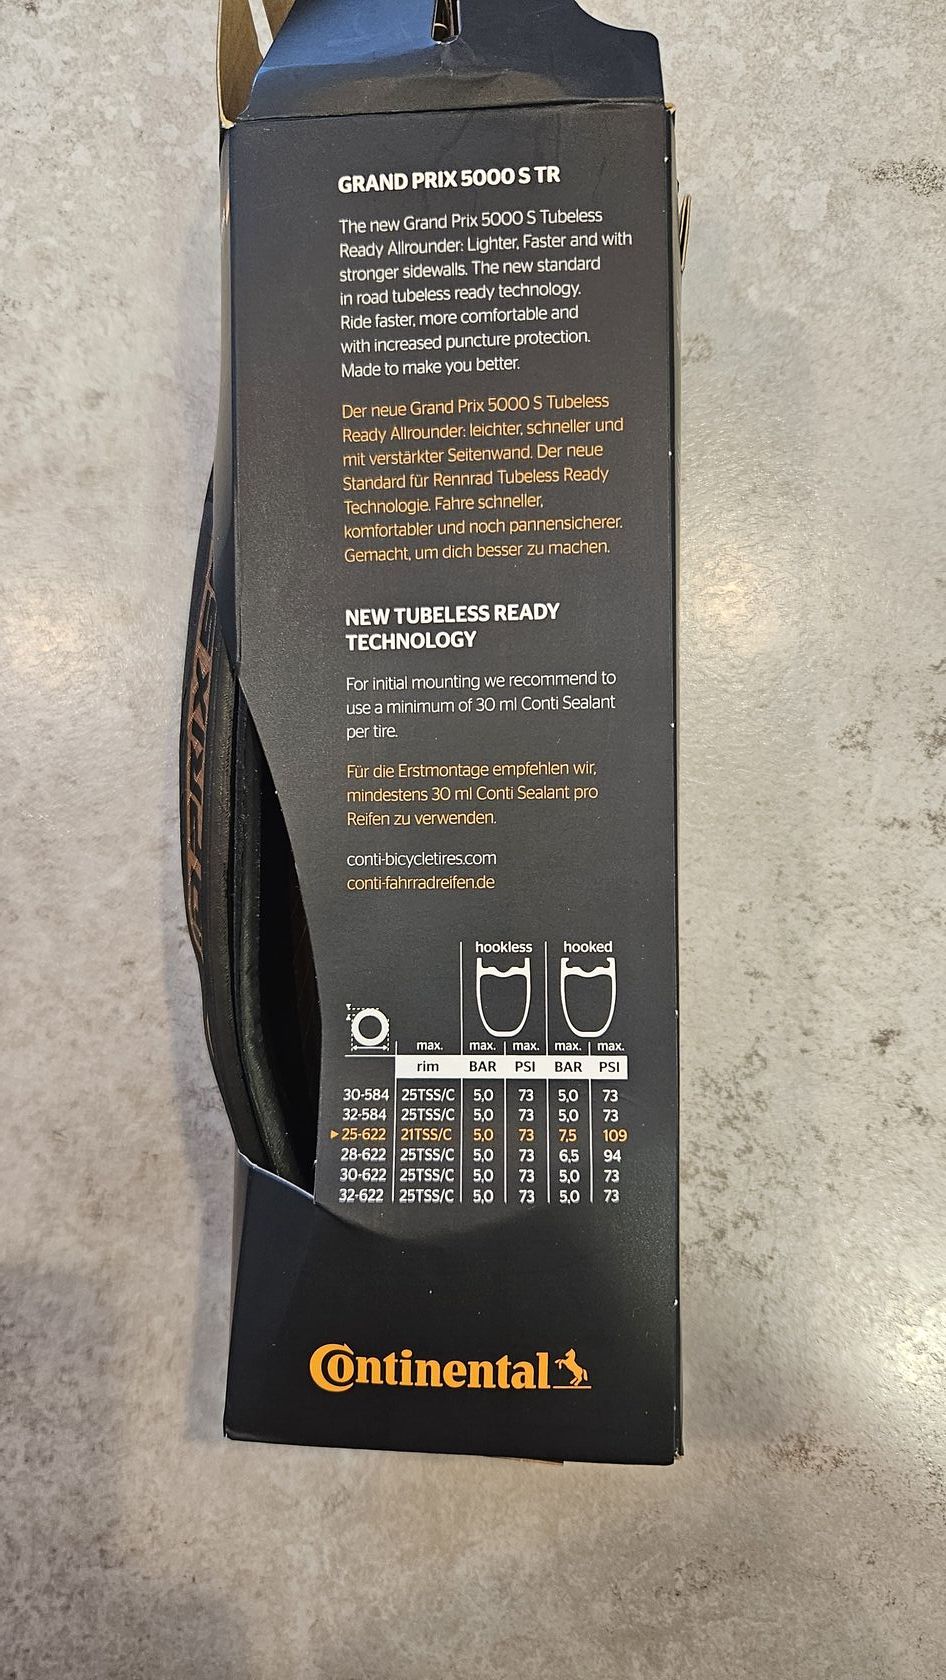 GRAND PRIX 5000 S TR
The new Grand Prix 5000 S Tubeless
Ready Allrounder: Lighter, Faster and with
stronger sidewalls. The new standard
in road tubeless ready technology.
Ride faster, more comfortable and
with increased puncture protection.
Made to make you better.
Der neue Grand Prix 5000 S Tubeless
Ready Allrounder: leichter, schneller und
mit verstärkter Seitenwand. Der neue
Standard für Rennrad Tubeless Ready
Technologie. Fahre schneller,
komfortabler und noch pannensicherer.
Gemacht, um dich besser zu machen.
NEW TUBELESS READY
TECHNOLOGY
For initial mounting we recommend to
use a minimum of 30 ml Conti Sealant
per tire.
Für die Erstmontage empfehlen wir,
mindestens 30 ml Conti Sealant pro
Reifen zu verwenden.
conti-bicycletires.com
conti-fahrradreifen.de
hookless hooked
max. max. max. max. max.
rim BAR PSI BAR PSI
30-584 25TSS/C 5,0 73 5,0 73
32-584 25TSS/C 5,0 73 5,0 73
▸25-622 21TSS/C 5,0 73 7,5 109
28-622 25TSS/C 5,0 73 6,5 94
30-622 25TSS/C 5,0 73 5,0 73
32-622 25TSS/C 5,0 73 5,0 73
Continental